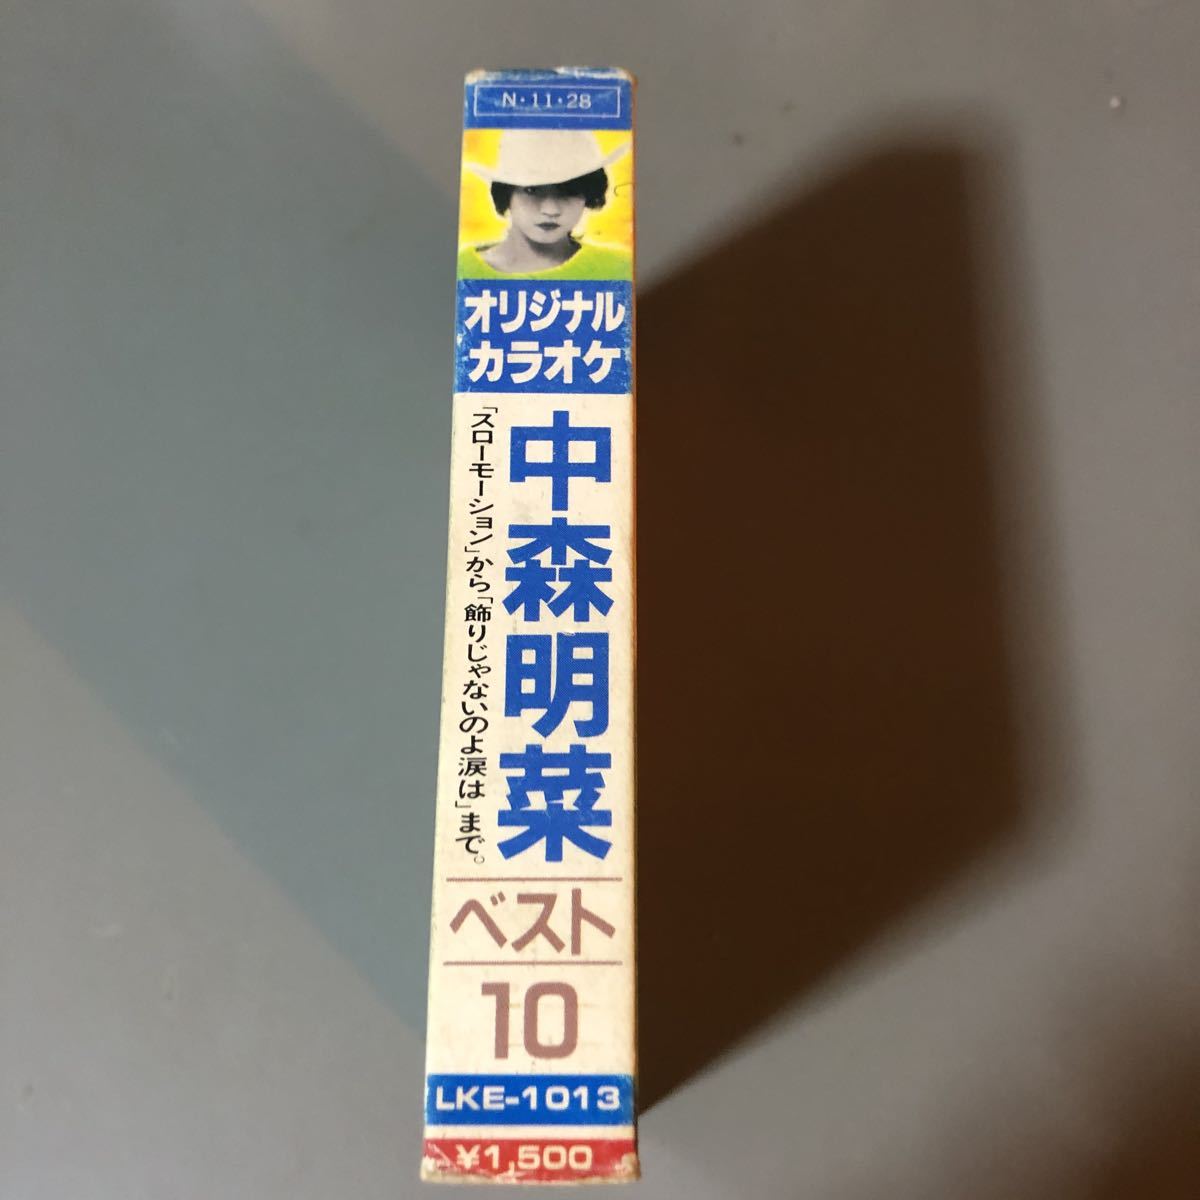 N・11・28
オリジナル
カラオケ
中森明菜
「スローモーション」から「飾りじゃないのよ涙は」まで。
ベスト
10
LKE-1013
¥1,500